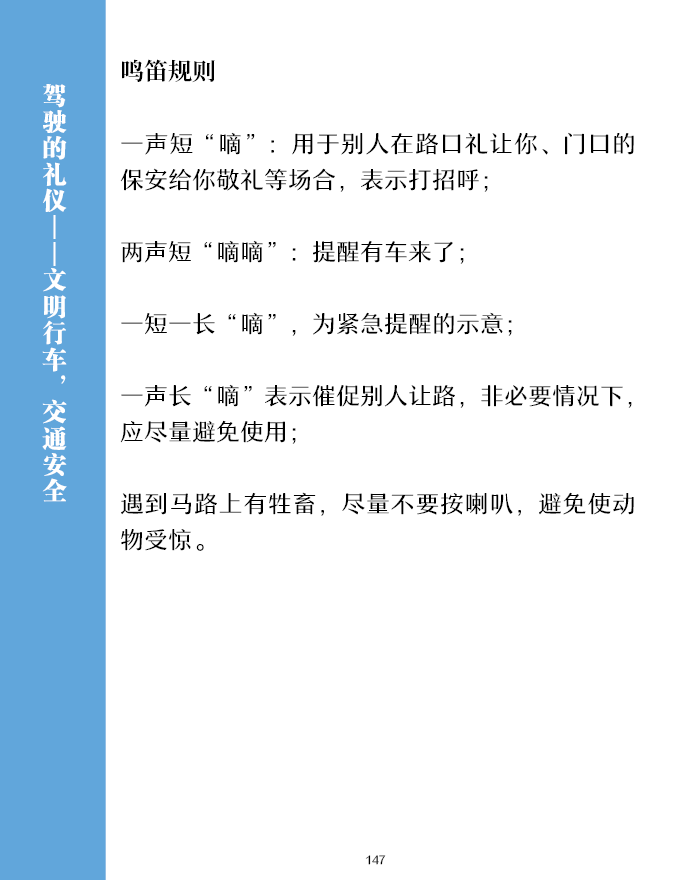 驾驶的礼仪——文明行车，交通安全
鸣笛规则
一声短“嘀”：用于别人在路口礼让你、门口的
保安给你敬礼等场合，表示打招呼；
两声短“嘀嘀”：提醒有车来了；
一短一长“嘀”，为紧急提醒的示意；
一声长“嘀”表示催促别人让路，非必要情况下，
应尽量避免使用；
遇到马路上有牲畜，尽量不要按喇叭，避免使动
物受惊。
147